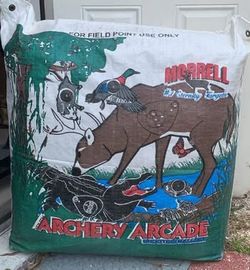 FOR FIELD POINT USE ONLY
MORRELL
ARCHERY ARCADE